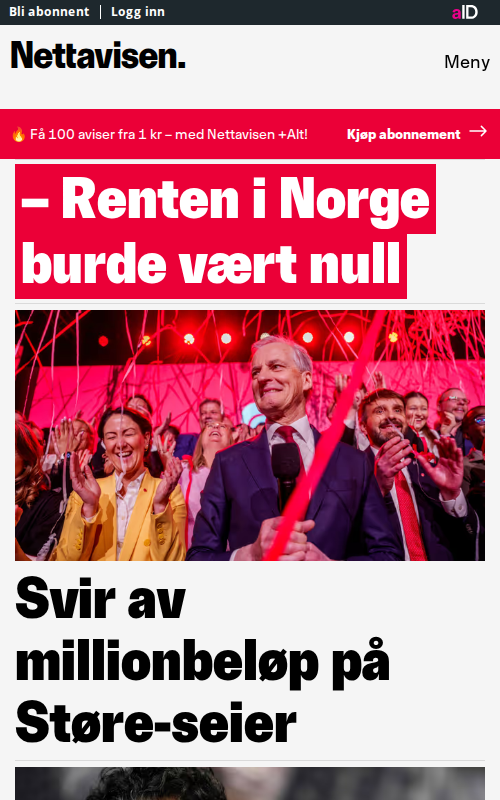 Bli abonnent | Logg inn
aID
Nettavisen.
Meny
🔥 Få 100 aviser fra 1 kr – med Nettavisen +Alt!
Kjøp abonnement →
– Renten i Norge
burde vært null
Svir av
millionbeløp på
Støre-seier